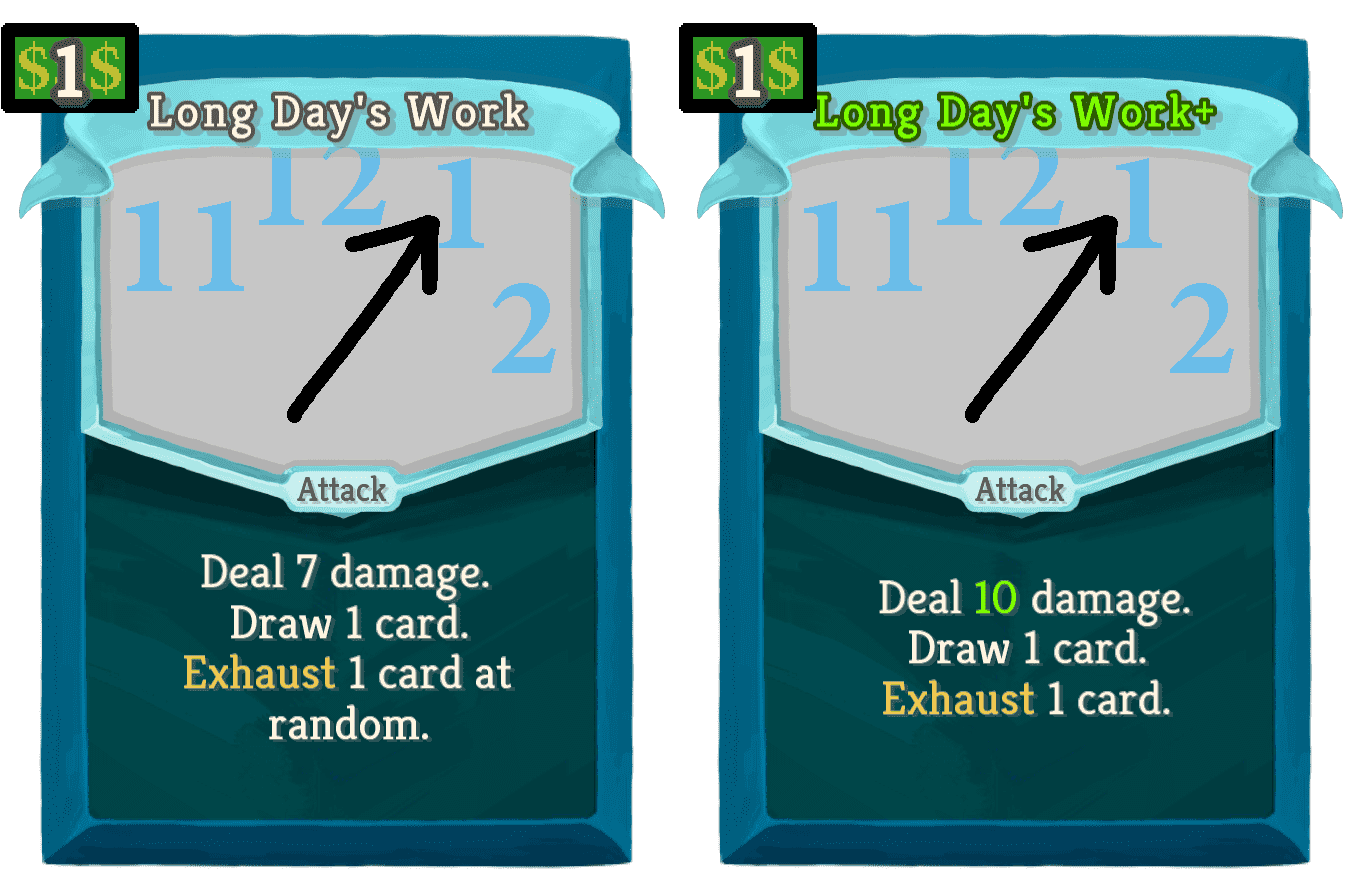 $1$
Long Day's Work
11
12
1
2
Attack
Deal 7 damage.
Draw 1 card.
Exhaust 1 card at
random.
$1$
Long Day's Work+
11
12
1
2
Attack
Deal 10 damage.
Draw 1 card.
Exhaust 1 card.